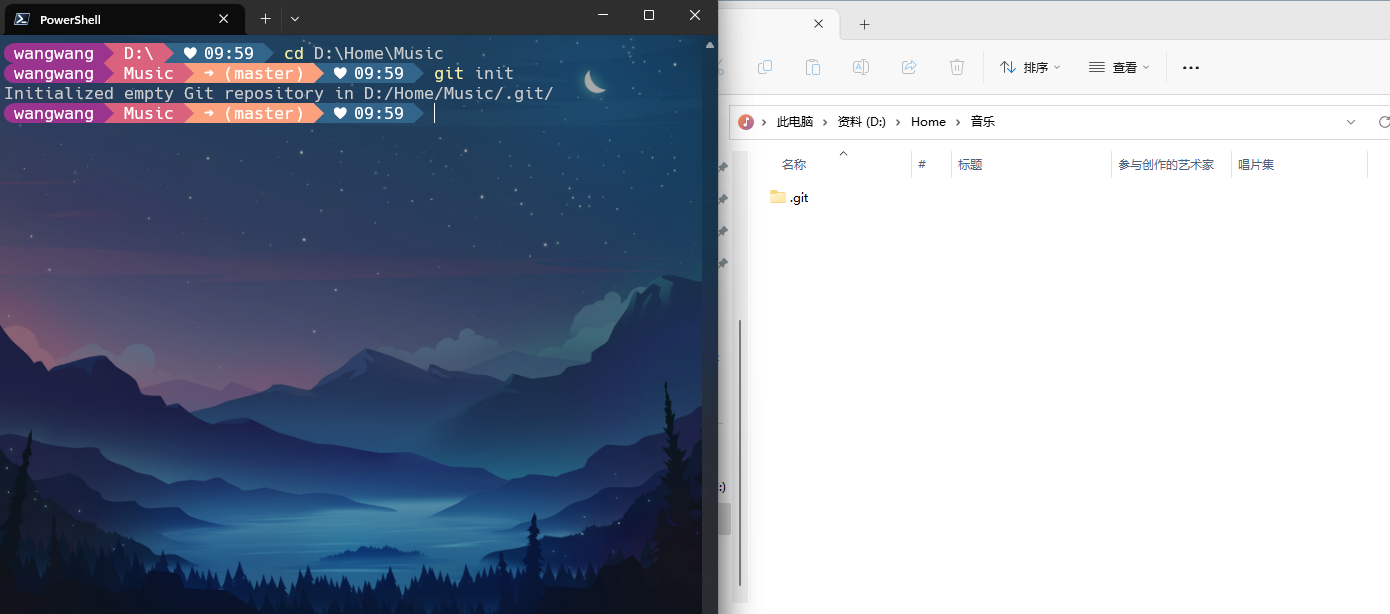 PowerShell
wangwang D:\ 09:59 cd D:\Home\Music
wangwang Music (master) 09:59 git init
Initialized empty Git repository in D:/Home/Music/.git/
wangwang Music (master) 09:59
排序
查看
此电脑 资料 (D:) Home 音乐
名称 # 标题 参与创作的艺术家 唱片集
.git
:)